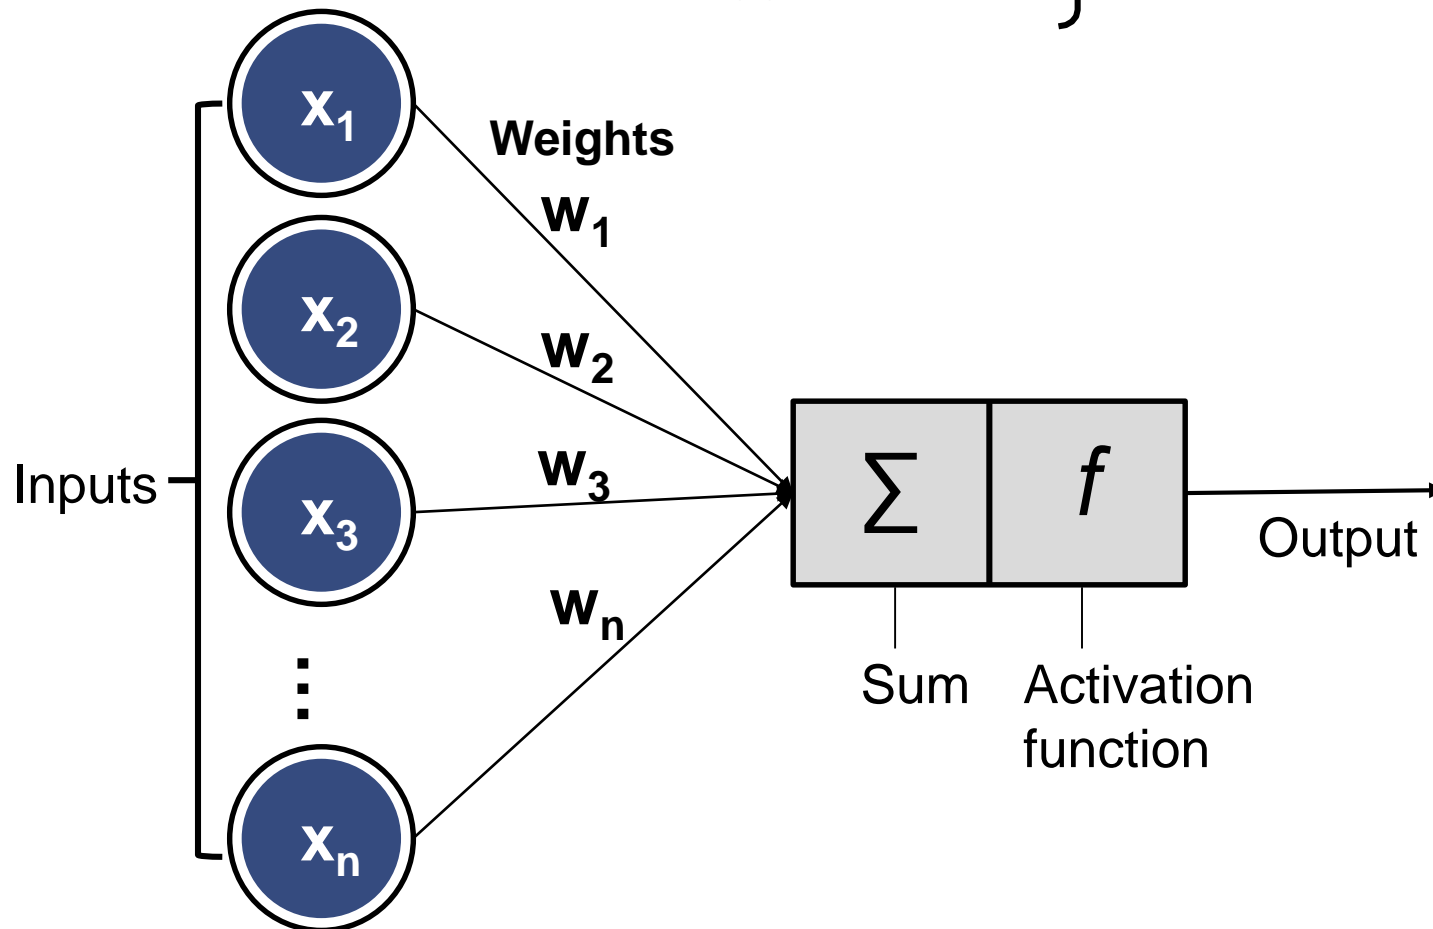 x₁
Weights
w₁
x₂
w₂
Inputs
x₃
w₃
∑
f
Output
wₙ
Sum
Activation
function
⋮
xₙ